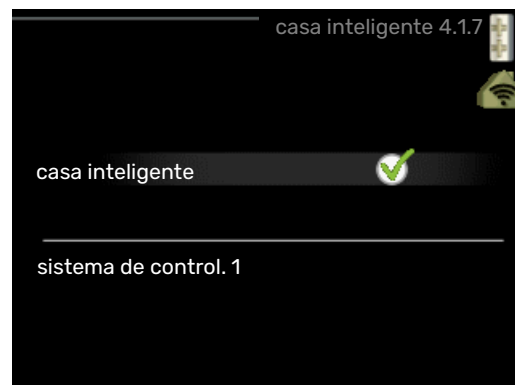 casa inteligente 4.1.7
casa inteligente
sistema de control. 1